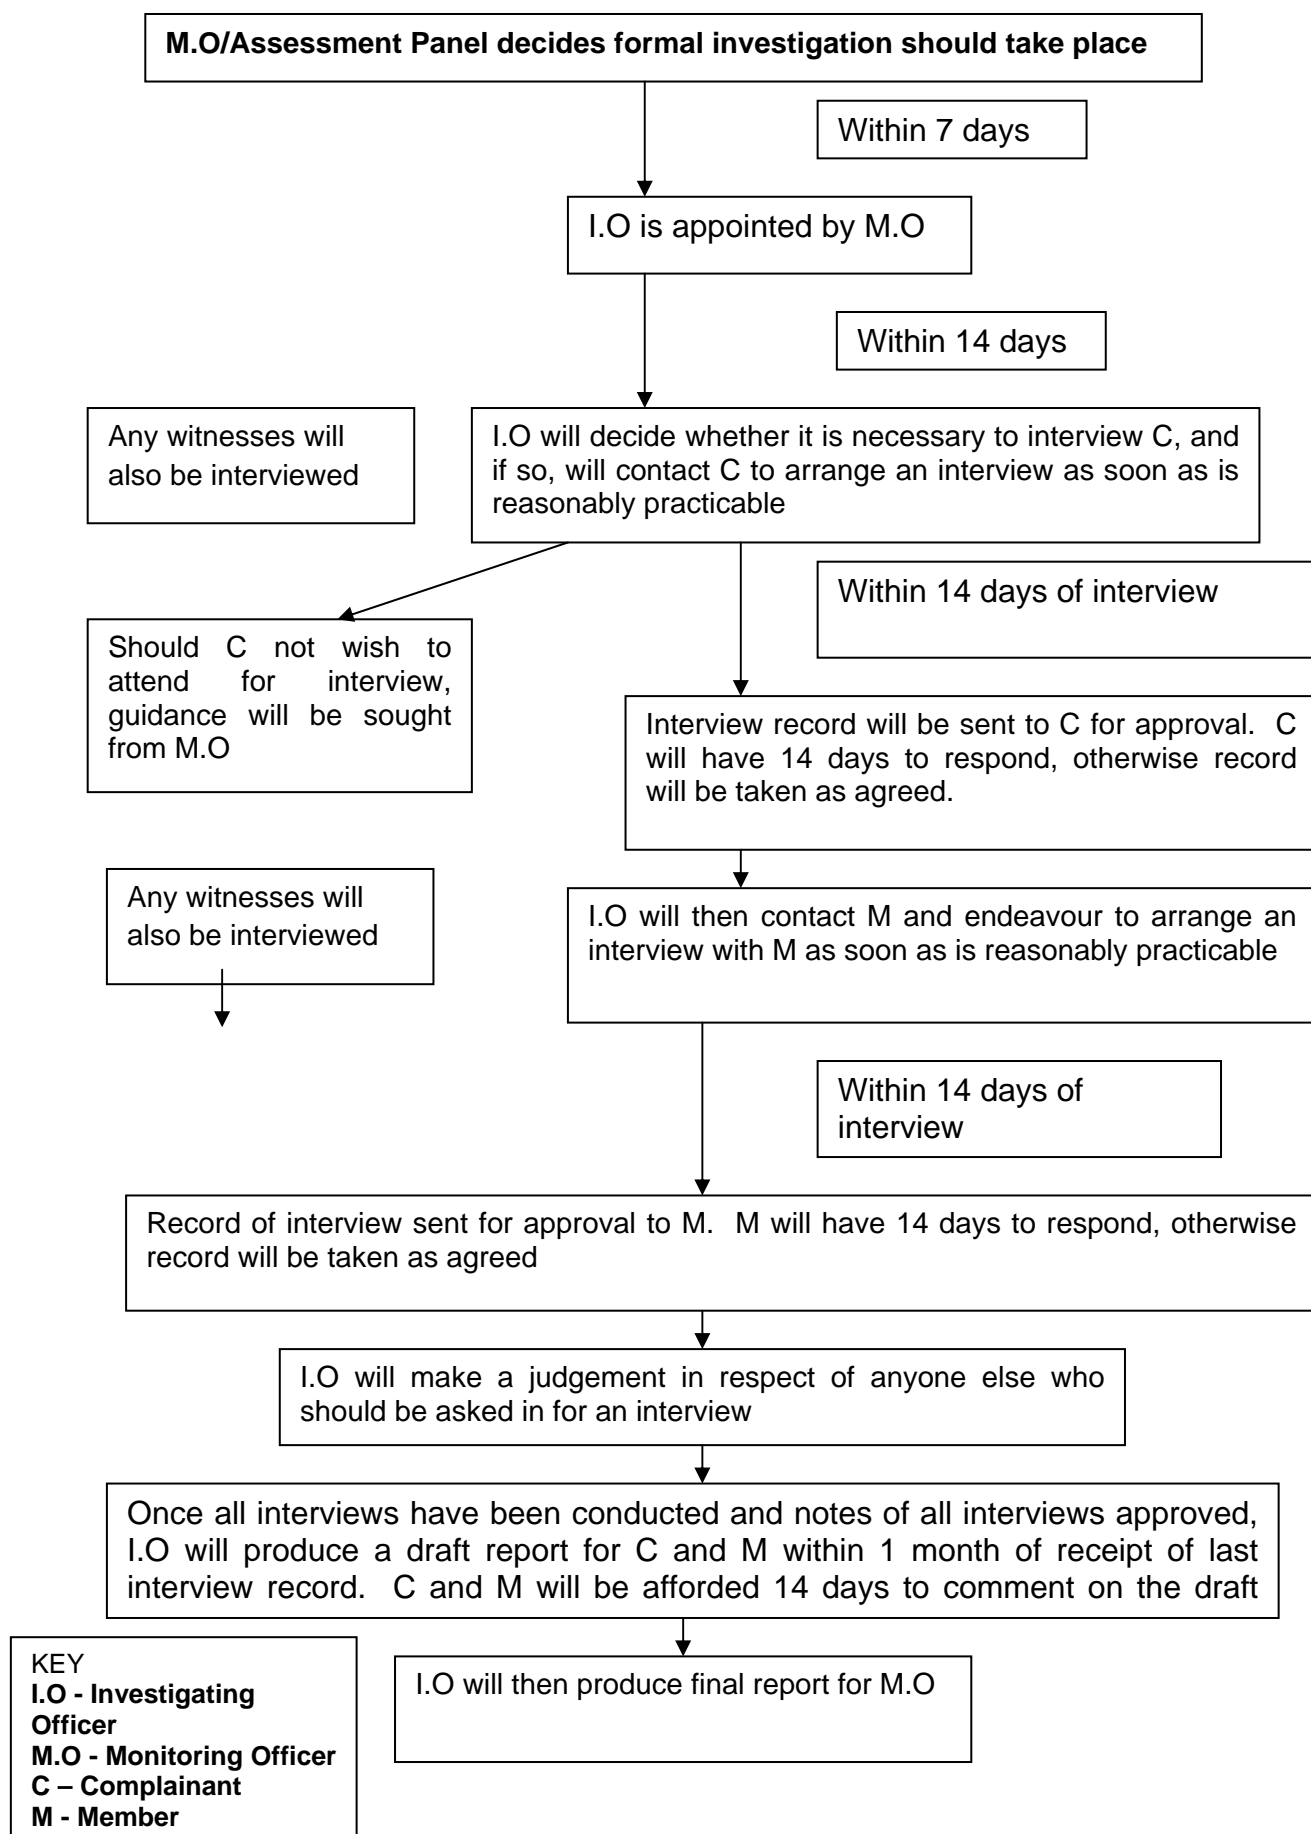 M.O/Assessment Panel decides formal investigation should take place
Within 7 days
I.O is appointed by M.O
Within 14 days
Any witnesses will
also be interviewed
I.O will decide whether it is necessary to interview C, and
if so, will contact C to arrange an interview as soon as is
reasonably practicable
Within 14 days of interview
Should C not wish to
attend for interview,
guidance will be sought
from M.O
Interview record will be sent to C for approval. C
will have 14 days to respond, otherwise record
will be taken as agreed.
Any witnesses will
also be interviewed
I.O will then contact M and endeavour to arrange an
interview with M as soon as is reasonably practicable
Within 14 days of
interview
Record of interview sent for approval to M. M will have 14 days to respond, otherwise
record will be taken as agreed
I.O will make a judgement in respect of anyone else who
should be asked in for an interview
Once all interviews have been conducted and notes of all interviews approved,
I.O will produce a draft report for C and M within 1 month of receipt of last
interview record. C and M will be afforded 14 days to comment on the draft
I.O will then produce final report for M.O
KEY
I.O - Investigating
Officer
M.O - Monitoring Officer
C – Complainant
M - Member